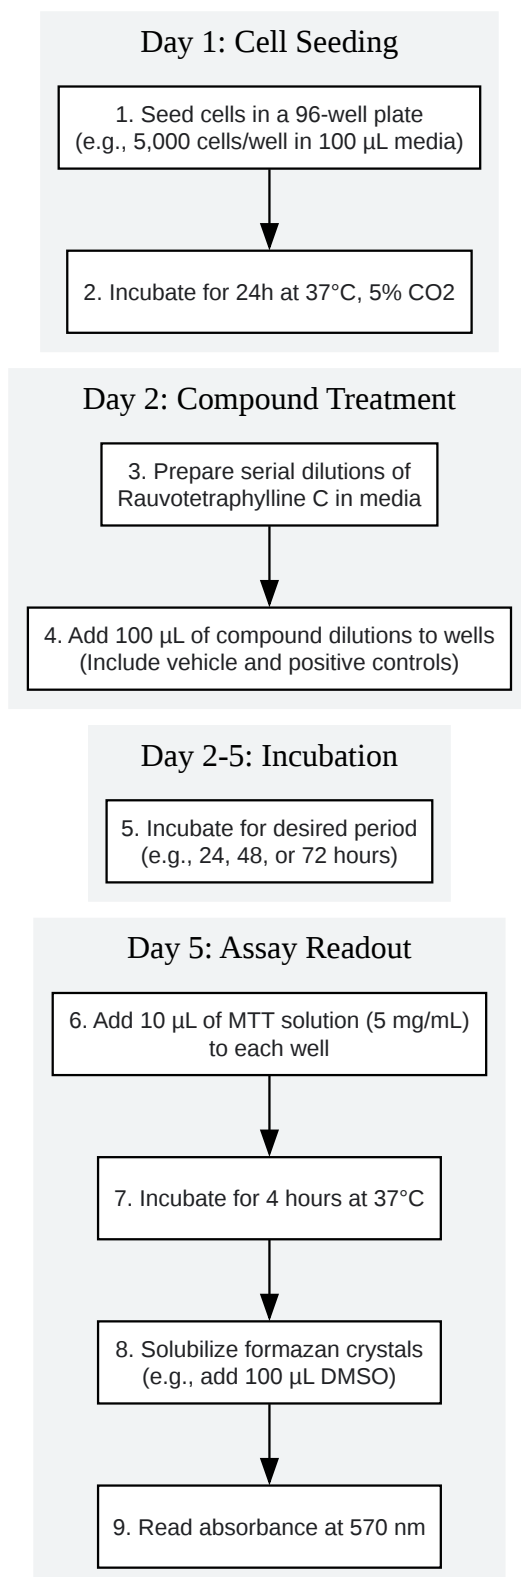 Day 1: Cell Seeding
1. Seed cells in a 96-well plate
(e.g., 5,000 cells/well in 100 µL media)
2. Incubate for 24h at 37°C, 5% CO2
Day 2: Compound Treatment
3. Prepare serial dilutions of
Rauvotetraphylline C in media
4. Add 100 µL of compound dilutions to wells
(Include vehicle and positive controls)
Day 2-5: Incubation
5. Incubate for desired period
(e.g., 24, 48, or 72 hours)
Day 5: Assay Readout
6. Add 10 µL of MTT solution (5 mg/mL)
to each well
7. Incubate for 4 hours at 37°C
8. Solubilize formazan crystals
(e.g., add 100 µL DMSO)
9. Read absorbance at 570 nm